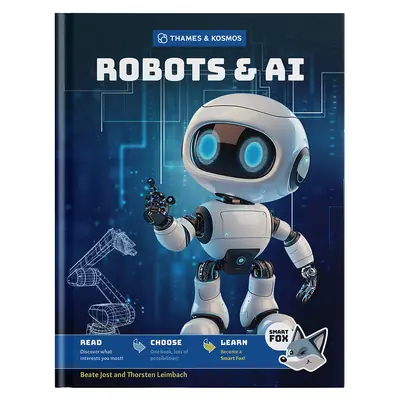 THAMES & KOSMOS
ROBOTS & AI
READ
Discover what
interests you most!
CHOOSE
One book, lots of
possibilities!
LEARN
Become a
Smart Fox!
SMART
FOX
Beate Jost and Thorsten Leimbach